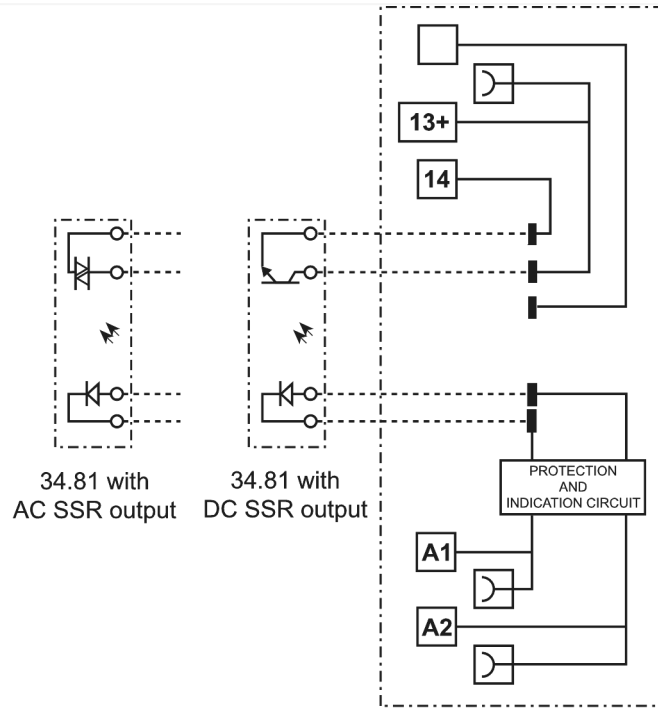 13+
14
34.81 with
AC SSR output
34.81 with
DC SSR output
PROTECTION
AND
INDICATION CIRCUIT
A1
A2